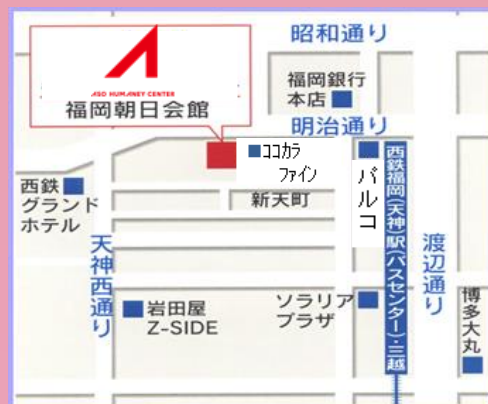 昭和通り
ASO HUMANEY CENTER
福岡朝日会館
福岡銀行
本店
明治通り
ココカラ
ファイン
西鉄
グランド
ホテル
新天町
パルコ
西鉄福岡(天神)駅(バスセンター)・三越
天神西通り
渡辺通り
岩田屋
Z-SIDE
ソラリア
プラザ
博多大丸